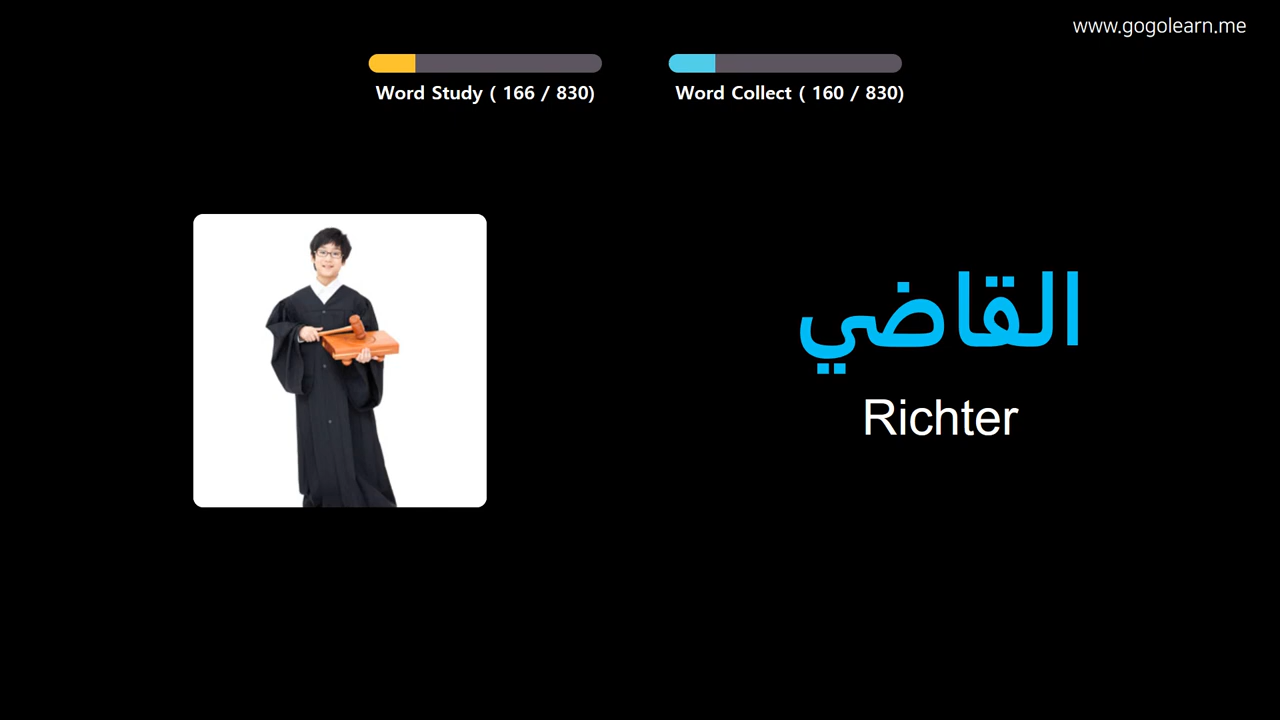 www.gogolearn.me
Word Study ( 166 / 830)
Word Collect ( 160 / 830)
القاضي
Richter